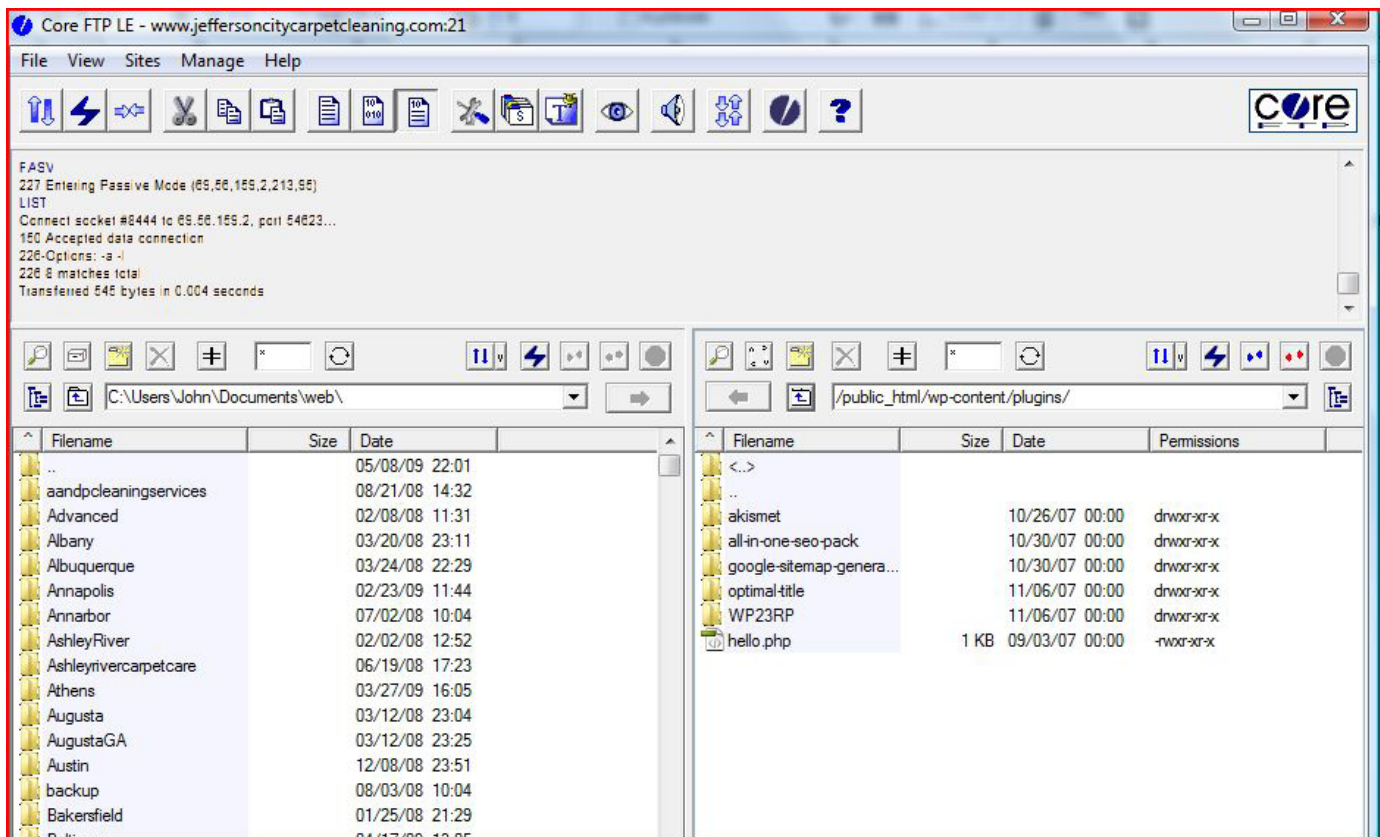 Core FTP LE - www.jeffersoncitycarpetcleaning.com:21
File View Sites Manage Help
core
PASV
227 Entering Passive Mode (69,56,159,2,213,95)
LIST
Connect socket #8444 to 69.56.159.2, port 54623...
150 Accepted data connection
226-Options: -a -l
226 8 matches total
Transferred 545 bytes in 0.004 seconds
C:\Users\John\Documents\web\
/public_html/wp-content/plugins/
^ Filename Size Date
.. 05/08/09 22:01
aandpcleaningservices 08/21/08 14:32
Advanced 02/08/08 11:31
Albany 03/20/08 23:11
Albuquerque 03/24/08 22:29
Annapolis 02/23/09 11:44
Annarbor 07/02/08 10:04
AshleyRiver 02/02/08 12:52
Ashleyrivercarpetcare 06/19/08 17:23
Athens 03/27/09 16:05
Augusta 03/12/08 23:04
AugustaGA 03/12/08 23:25
Austin 12/08/08 23:51
backup 08/03/08 10:04
Bakersfield 01/25/08 21:29
^ Filename Size Date Permissions
<..>
..
akismet 10/26/07 00:00 drwxr-xr-x
all-in-one-seo-pack 10/30/07 00:00 drwxr-xr-x
google-sitemap-genera... 10/30/07 00:00 drwxr-xr-x
optimal-title 11/06/07 00:00 drwxr-xr-x
WP23RP 11/06/07 00:00 drwxr-xr-x
hello.php 1 KB 09/03/07 00:00 -rwxr-xr-x